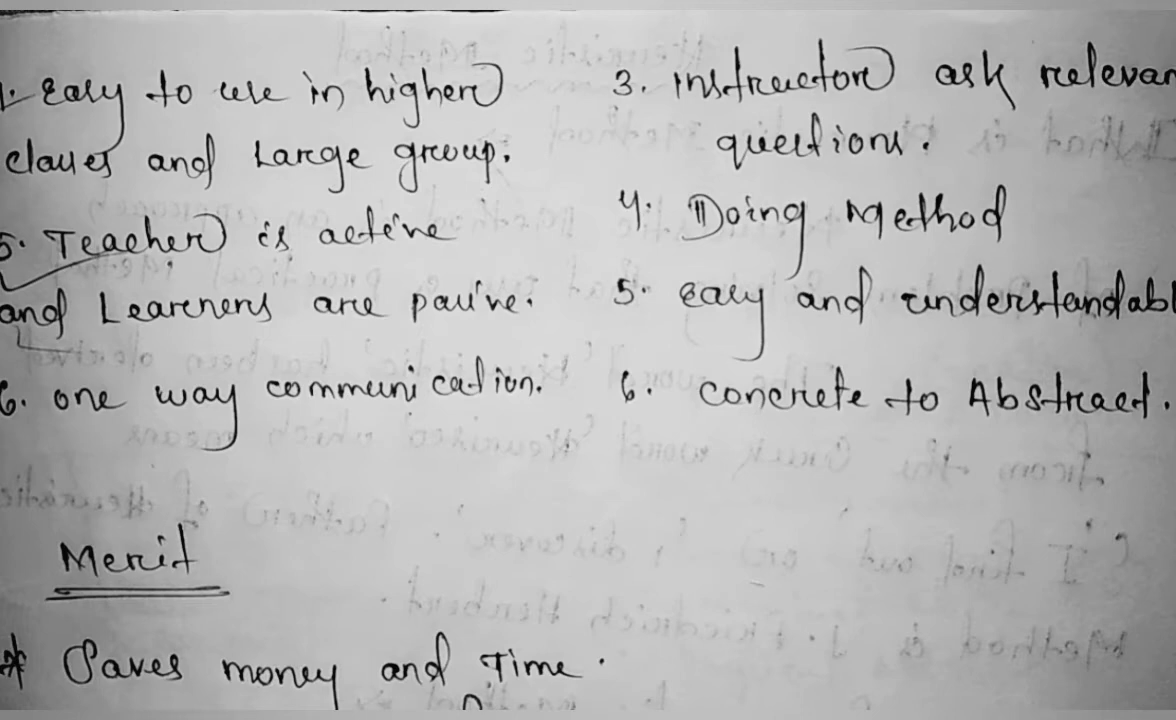 Easy to use in higher
classes and Large group.
5. Teacher is active
and Learners are passive.
6. one way communication.
3. instructor ask relevan
questions.
4. Doing Method
5. easy and understandabl
6. concrete to Abstract.
Merit
* Saves money and Time.